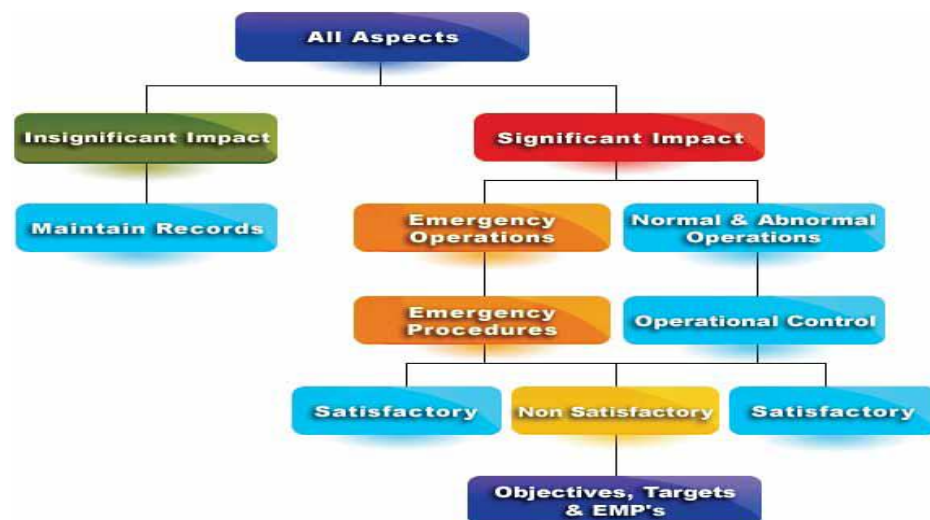 All Aspects
Insignificant Impact
Significant Impact
Maintain Records
Emergency
Operations
Normal & Abnormal
Operations
Emergency
Procedures
Operational Control
Satisfactory
Non Satisfactory
Satisfactory
Objectives, Targets
& EMP's